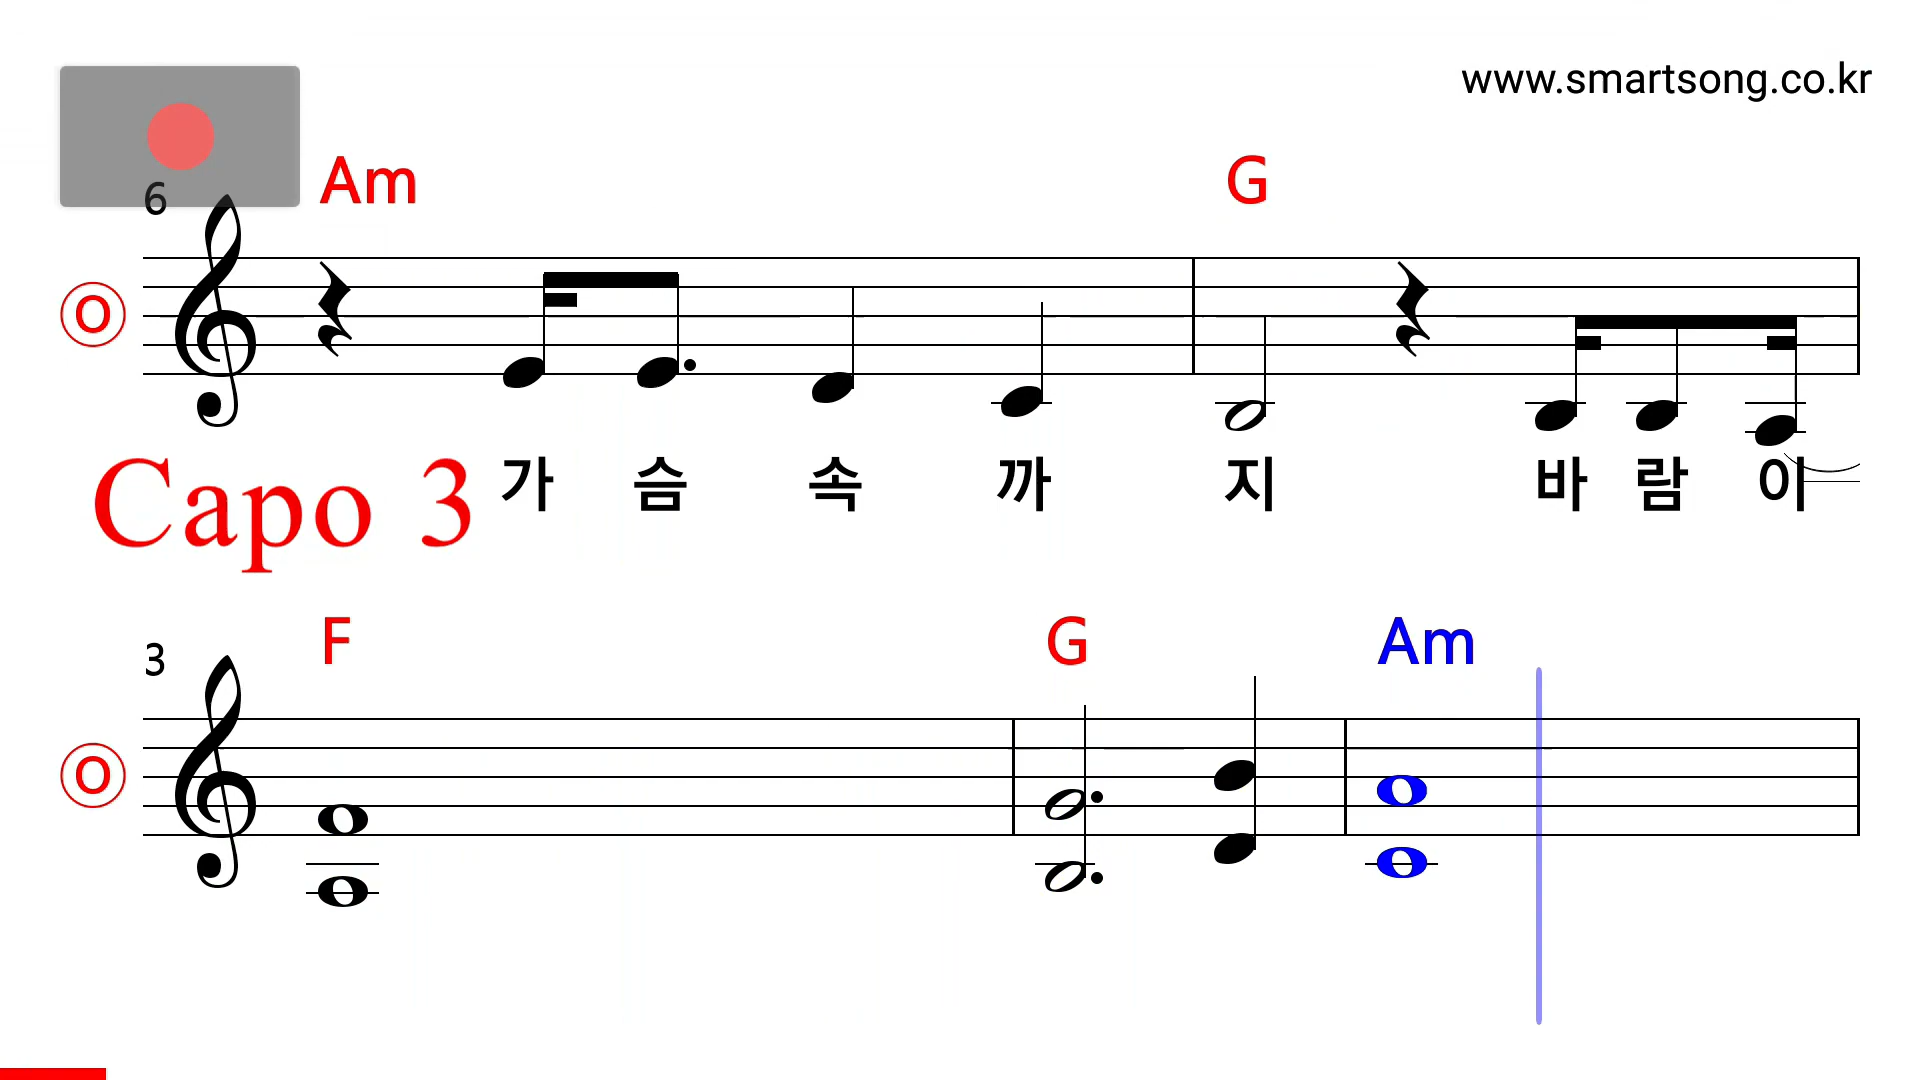 www.smartsong.co.kr
6 Am G
O
가 슴 속 까 지 바 람 이
Capo 3
3 F G Am
O